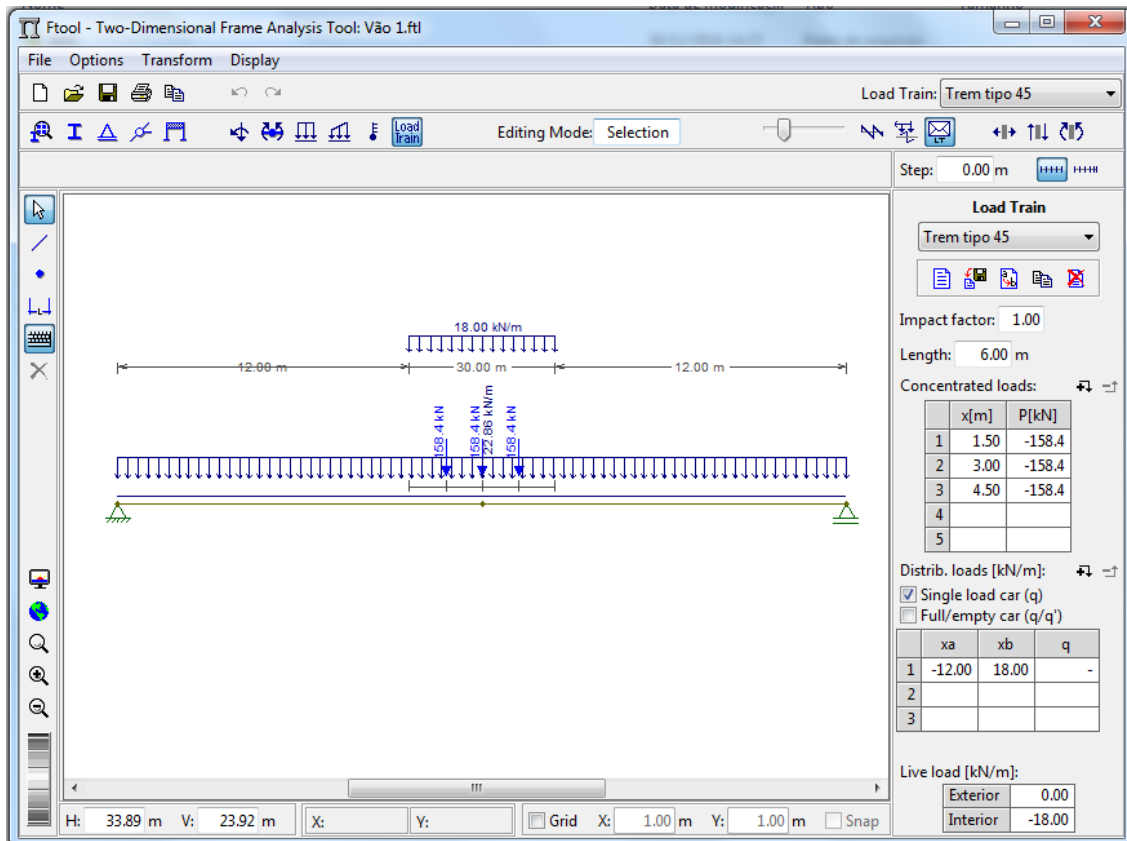 Ftool - Two-Dimensional Frame Analysis Tool: Vão 1.ftl
File Options Transform Display
Load Train: Trem tipo 45
Load Train
Editing Mode: Selection
LT
Step: 0.00 m
Load Train
Trem tipo 45
Impact factor: 1.00
Length: 6.00 m
Concentrated loads:
x[m] P[kN]
1 1.50 -158.4
2 3.00 -158.4
3 4.50 -158.4
4
5
Distrib. loads [kN/m]:
Single load car (q)
Full/empty car (q/q')
xa xb q
1 -12.00 18.00 -
2
3
Live load [kN/m]:
Exterior 0.00
Interior -18.00
18.00 kN/m
12.00 m 30.00 m 12.00 m
158.4 kN
158.4 kN
22.86 kN/m
158.4 kN
H: 33.89 m V: 23.92 m X: Y: Grid X: 1.00 m Y: 1.00 m Snap